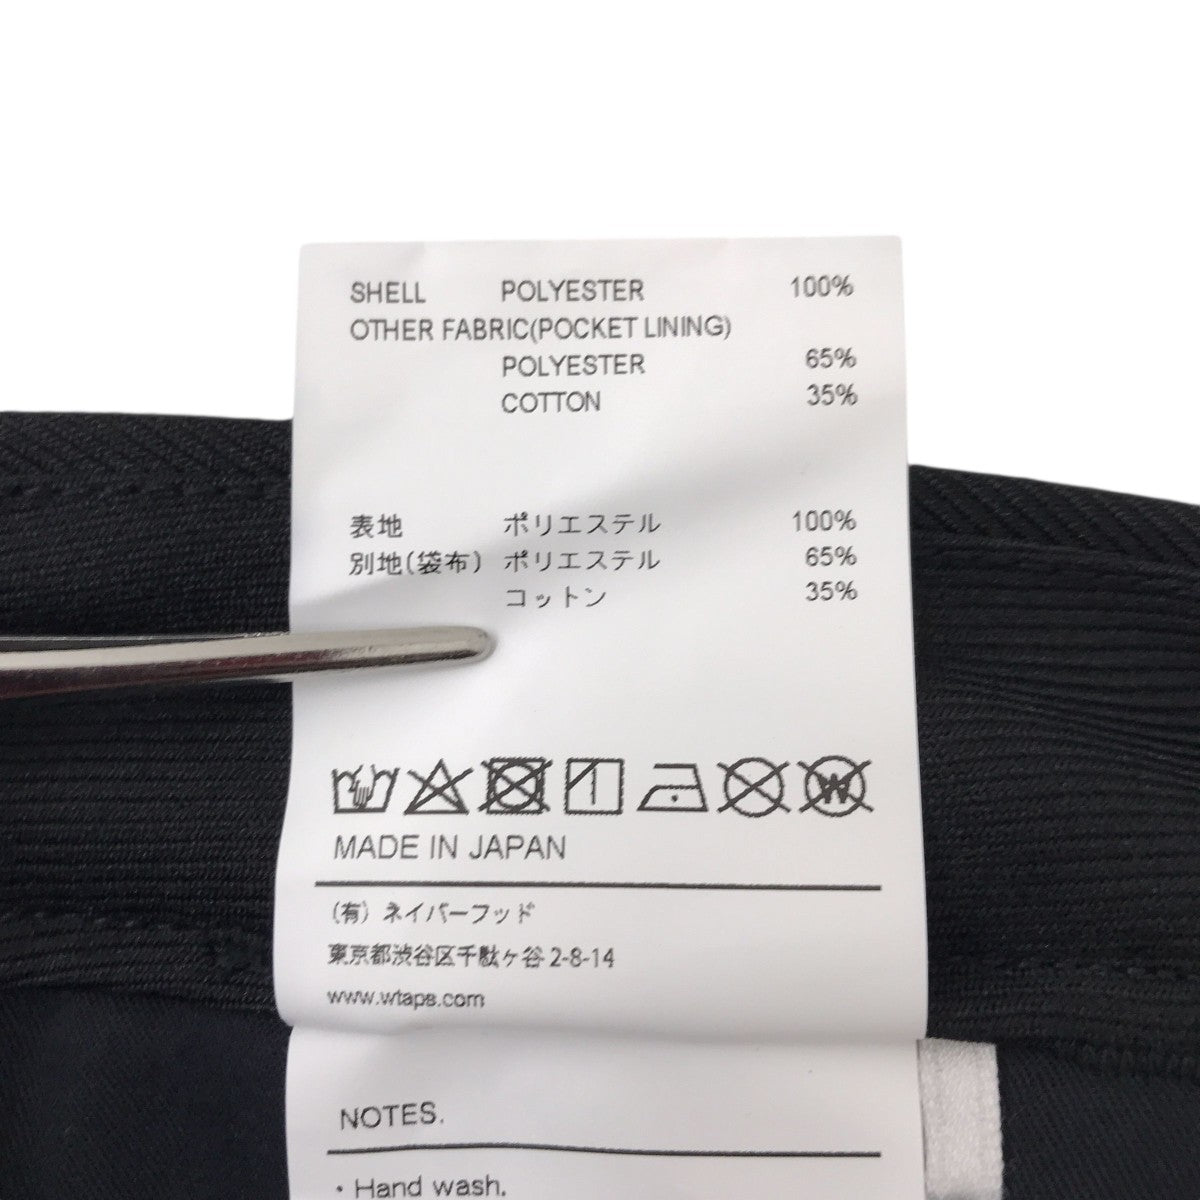 SHELL POLYESTER 100%
OTHER FABRIC(POCKET LINING)
POLYESTER 65%
COTTON 35%
表地 ポリエステル 100%
別地(袋布) ポリエステル 65%
コットン 35%
W
MADE IN JAPAN
(有) ネイバーフッド
東京都渋谷区千駄ヶ谷 2-8-14
www.wtaps.com
NOTES.
・Hand wash.